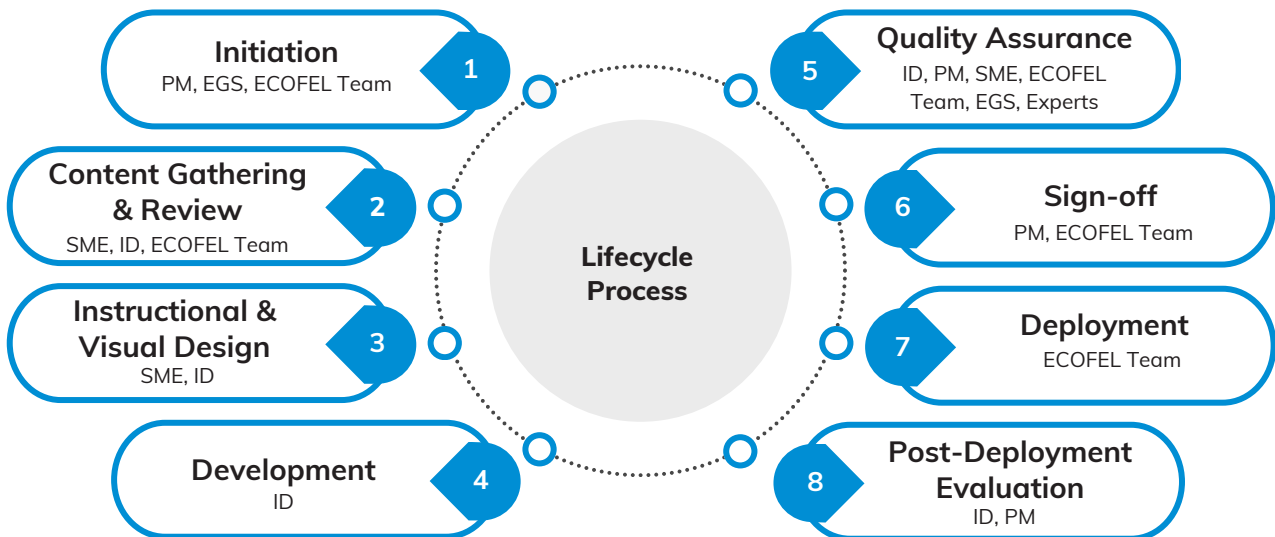 Initiation
PM, EGS, ECOFEL Team
1
Content Gathering
& Review
SME, ID, ECOFEL Team
2
Instructional &
Visual Design
SME, ID
3
Development
ID
4
Lifecycle
Process
Quality Assurance
ID, PM, SME, ECOFEL
Team, EGS, Experts
5
Sign-off
PM, ECOFEL Team
6
Deployment
ECOFEL Team
7
Post-Deployment
Evaluation
ID, PM
8